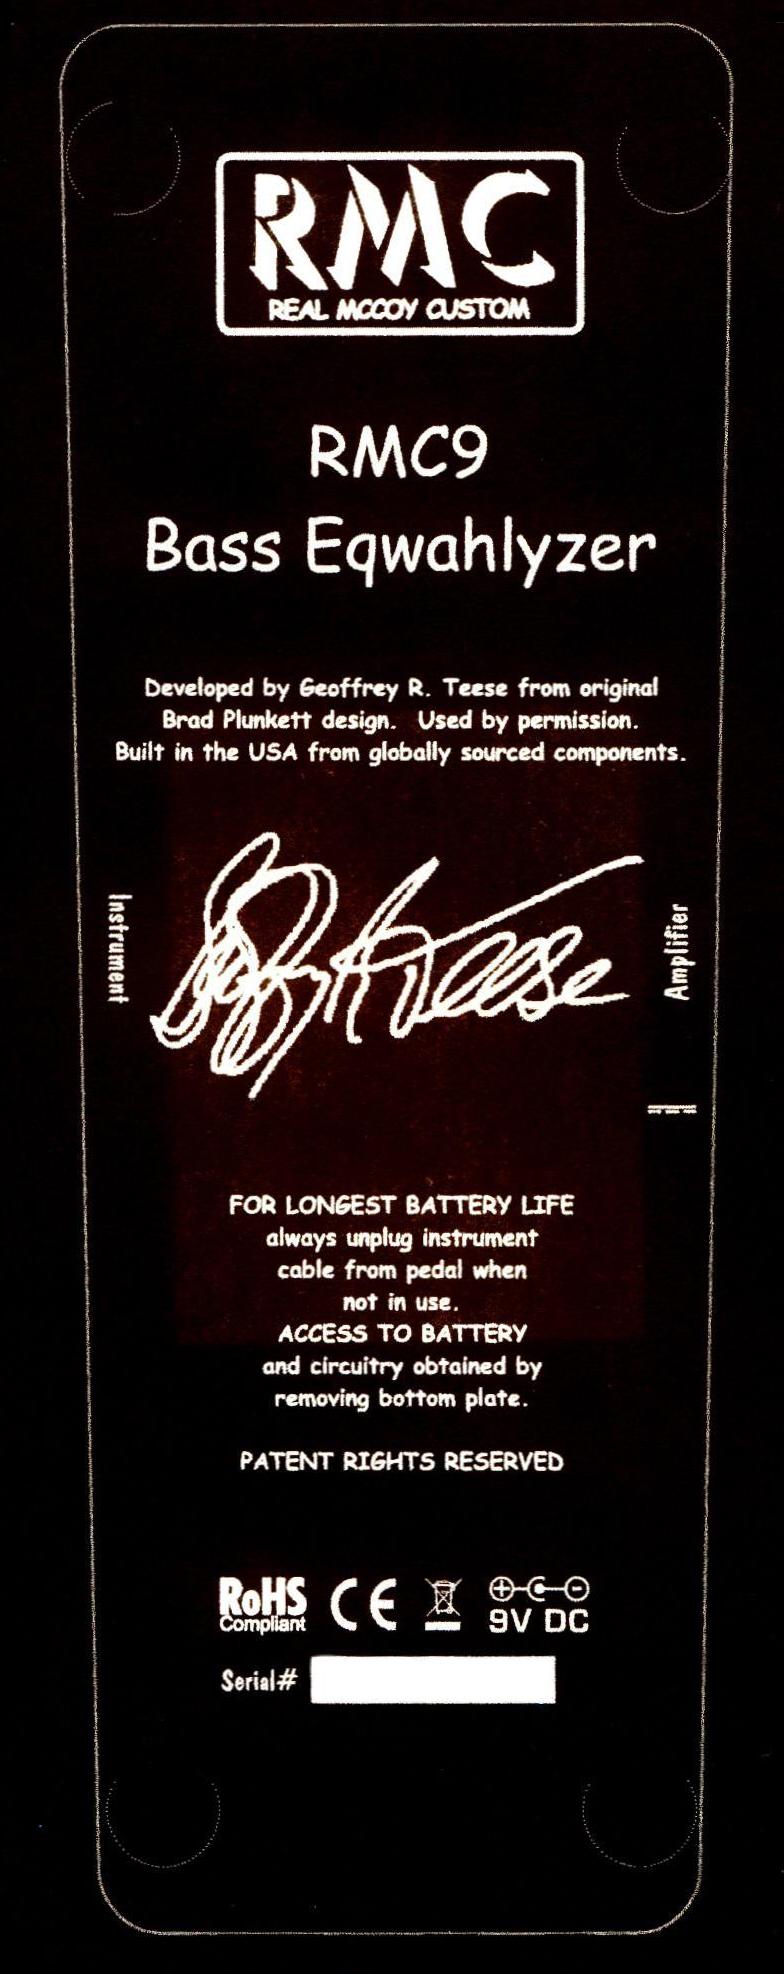 RMC
REAL MCCOY CUSTOM
RMC9
Bass Eqwahlyzer
Developed by Geoffrey R. Teese from original
Brad Plunkett design. Used by permission.
Built in the USA from globally sourced components.
Instrument
Geoffrey R. Teese
Amplifier
FOR LONGEST BATTERY LIFE
always unplug instrument
cable from pedal when
not in use.
ACCESS TO BATTERY
and circuitry obtained by
removing bottom plate.
PATENT RIGHTS RESERVED
RoHS
Compliant
CE
9V DC
Serial#